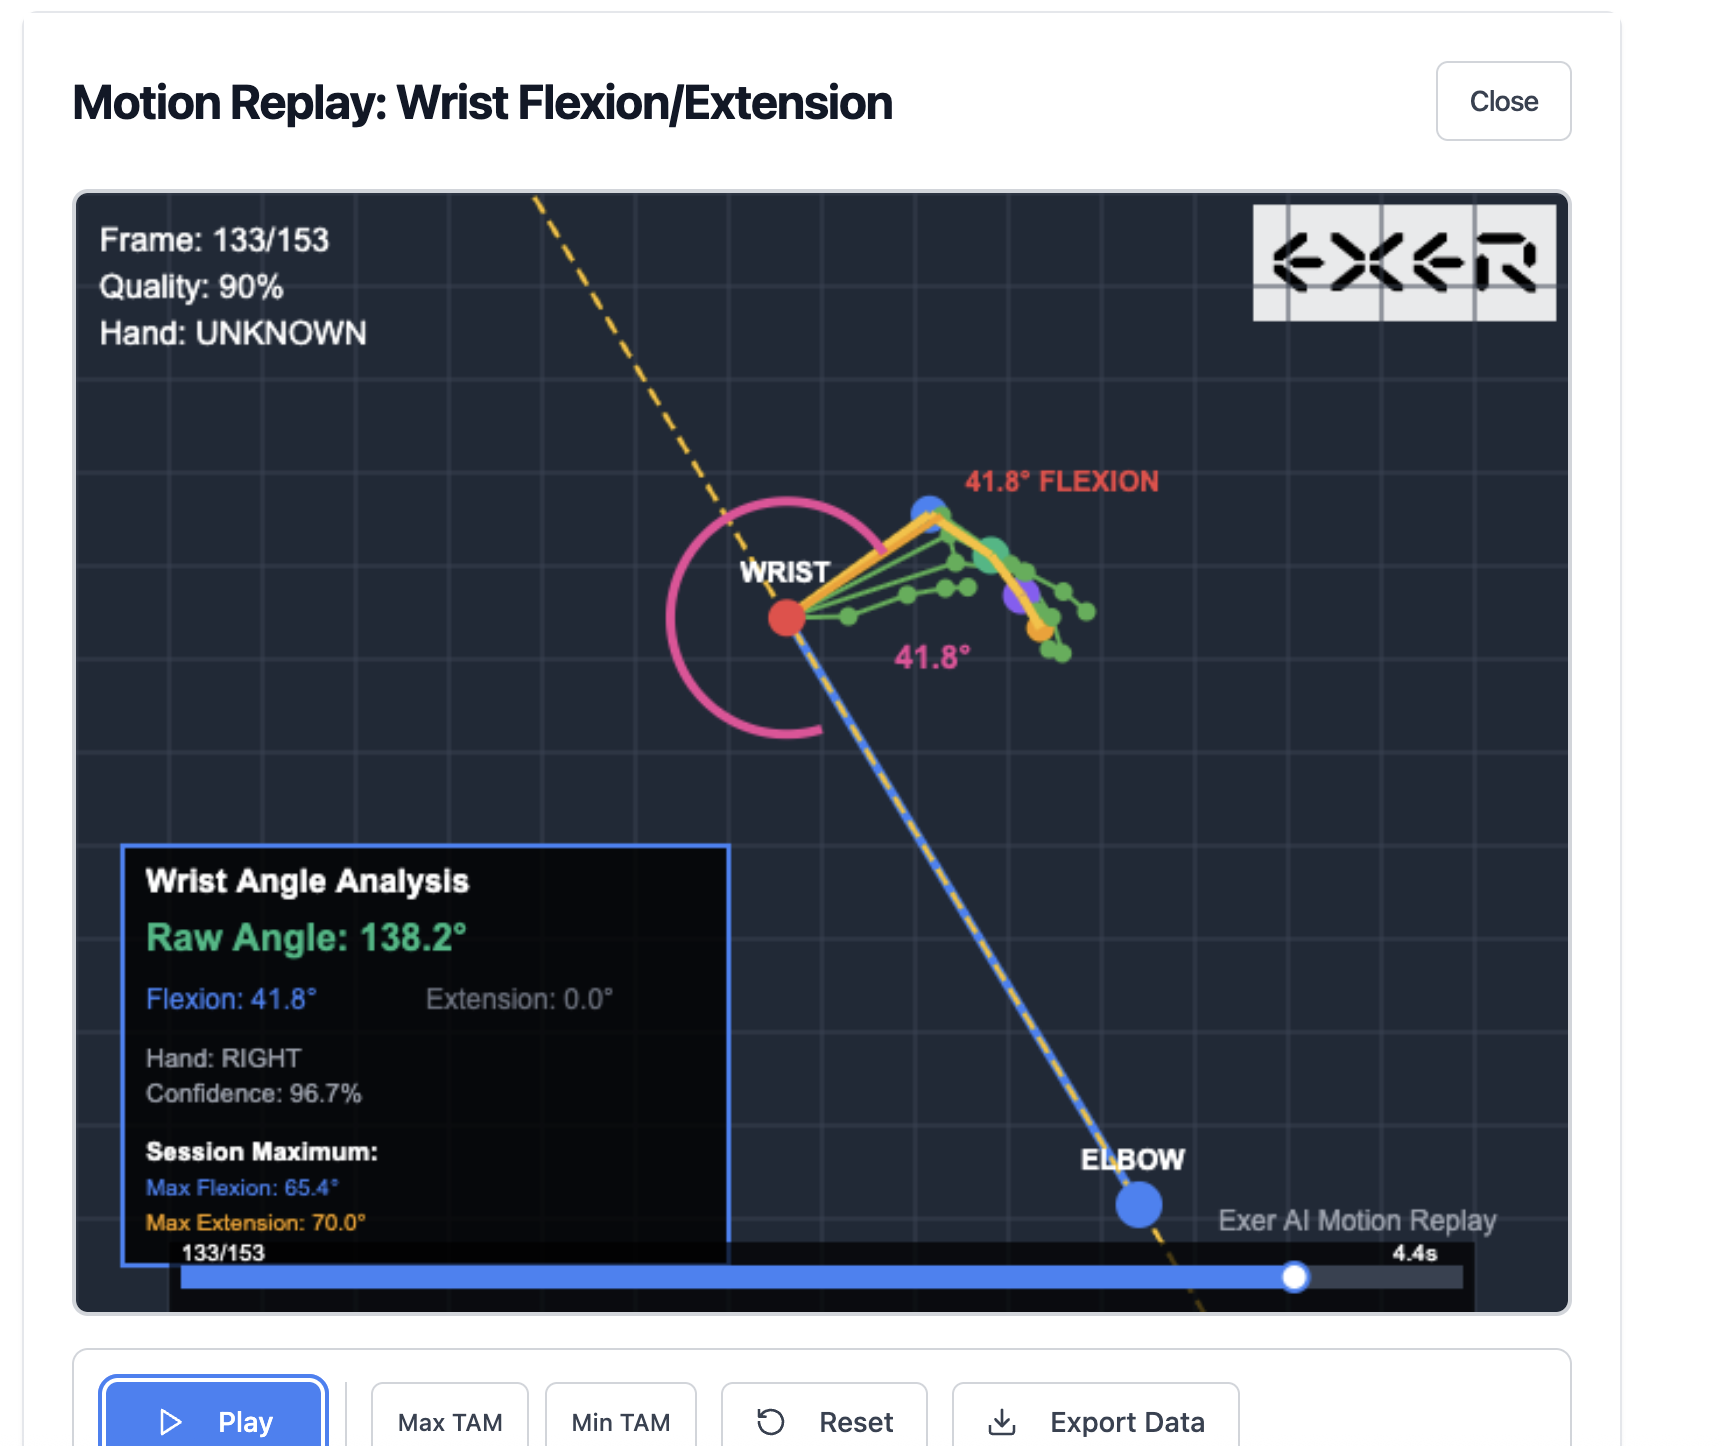 Motion Replay: Wrist Flexion/Extension
Close
Frame: 133/153
Quality: 90%
Hand: UNKNOWN
EXER
41.8° FLEXION
WRIST
41.8°
Wrist Angle Analysis
Raw Angle: 138.2°
Flexion: 41.8° Extension: 0.0°
Hand: RIGHT
Confidence: 96.7%
Session Maximum:
Max Flexion: 65.4°
Max Extension: 70.0°
ELBOW
Exer AI Motion Replay
133/153 4.4s
Play Max TAM Min TAM Reset Export Data